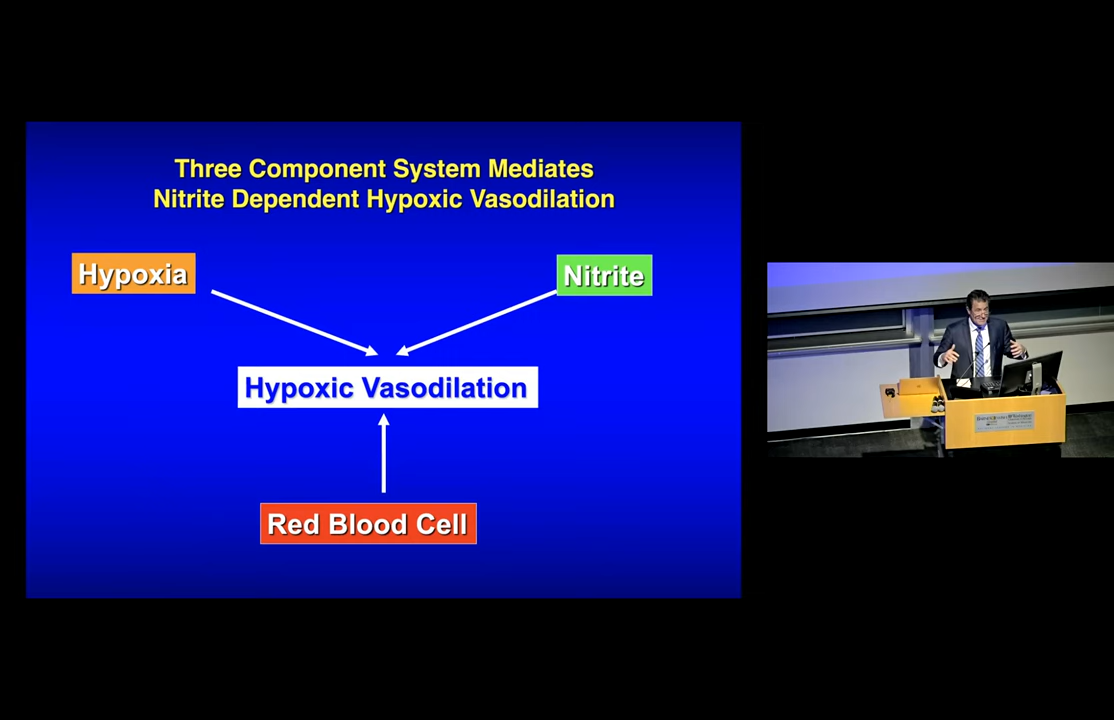 Three Component System Mediates
Nitrite Dependent Hypoxic Vasodilation
Hypoxia
Nitrite
Hypoxic Vasodilation
Red Blood Cell